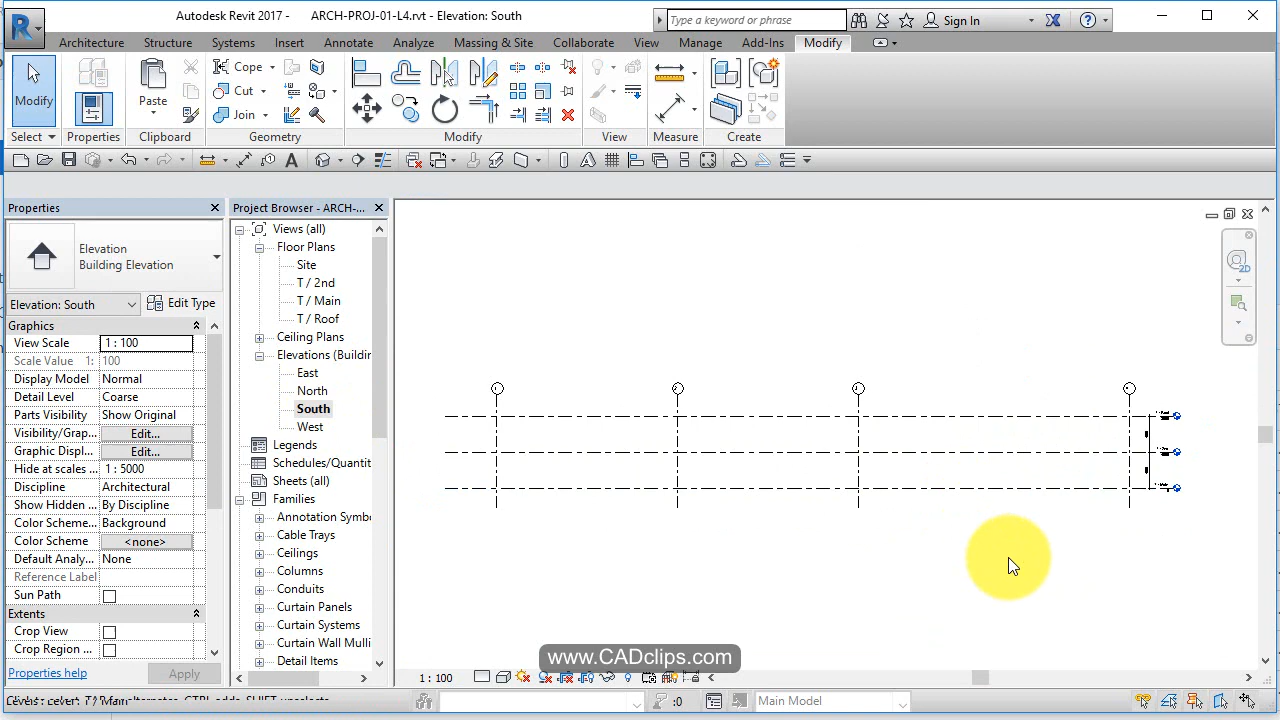 Autodesk Revit 2017 - ARCH-PROJ-01-L4.rvt - Elevation: South
Type a keyword or phrase
Sign In
Architecture Structure Systems Insert Annotate Analyze Massing & Site Collaborate View Manage Add-Ins Modify
Modify Paste Cope Cut Join
Select Properties Clipboard Geometry Modify View Measure Create
Properties
Project Browser - ARCH-...
Elevation
Building Elevation
Elevation: South Edit Type
Graphics
View Scale 1 : 100
Scale Value 1: 100
Display Model Normal
Detail Level Coarse
Parts Visibility Show Original
Visibility/Grap... Edit...
Graphic Displ... Edit...
Hide at scales ... 1 : 5000
Discipline Architectural
Show Hidden ... By Discipline
Color Scheme... Background
Color Scheme <none>
Default Analy... None
Reference Label
Sun Path
Extents
Crop View
Crop Region ...
Properties help Apply
Views (all)
Floor Plans
Site
T / 2nd
T / Main
T / Roof
Ceiling Plans
Elevations (Buildin
East
North
South
West
Legends
Schedules/Quantit
Sheets (all)
Families
Annotation Symb
Cable Trays
Ceilings
Columns
Conduits
Curtain Panels
Curtain Systems
Curtain Wall Mulli
Detail Items
2D
www.CADclips.com
1 : 100
:0
Main Model